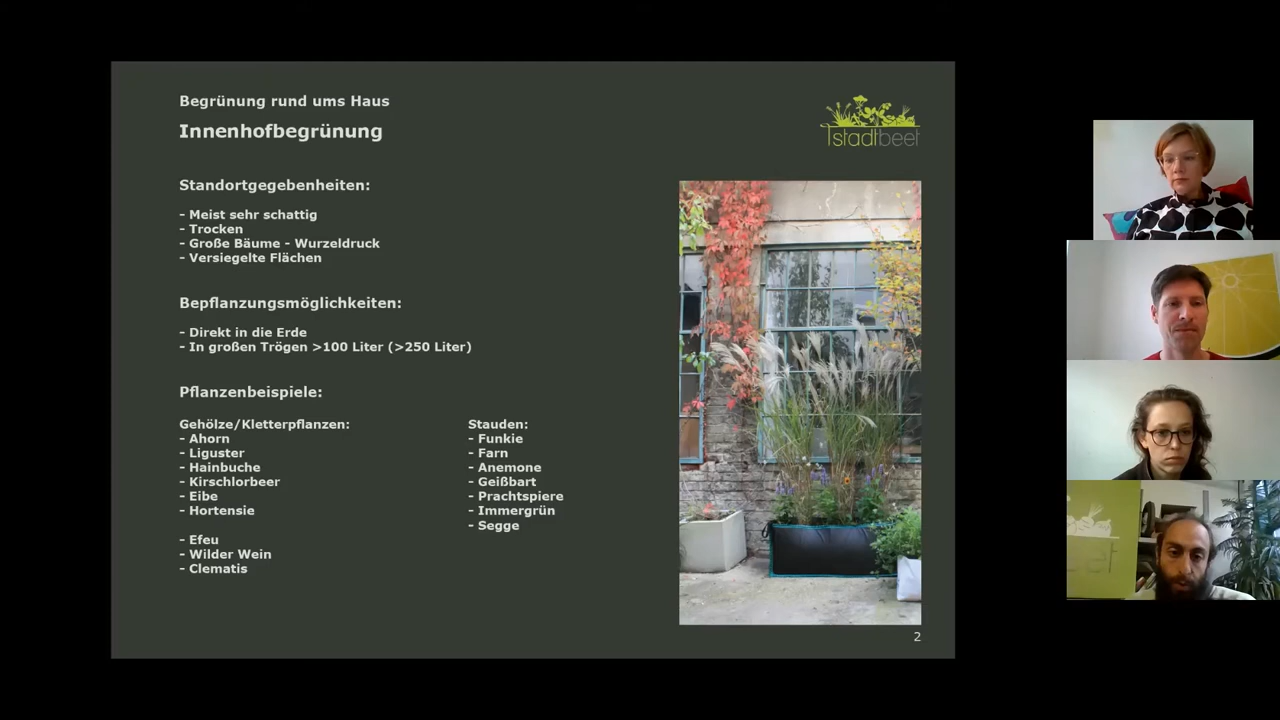 Begrünung rund ums Haus
Innenhofbegrünung
stadtbeet
Standortgegebenheiten:
- Meist sehr schattig
- Trocken
- Große Bäume - Wurzeldruck
- Versiegelte Flächen
Bepflanzungsmöglichkeiten:
- Direkt in die Erde
- In großen Trögen >100 Liter (>250 Liter)
Pflanzenbeispiele:
Gehölze/Kletterpflanzen:
- Ahorn
- Liguster
- Hainbuche
- Kirschlorbeer
- Eibe
- Hortensie
- Efeu
- Wilder Wein
- Clematis
Stauden:
- Funkie
- Farn
- Anemone
- Geißbart
- Prachtspiere
- Immergrün
- Segge
2